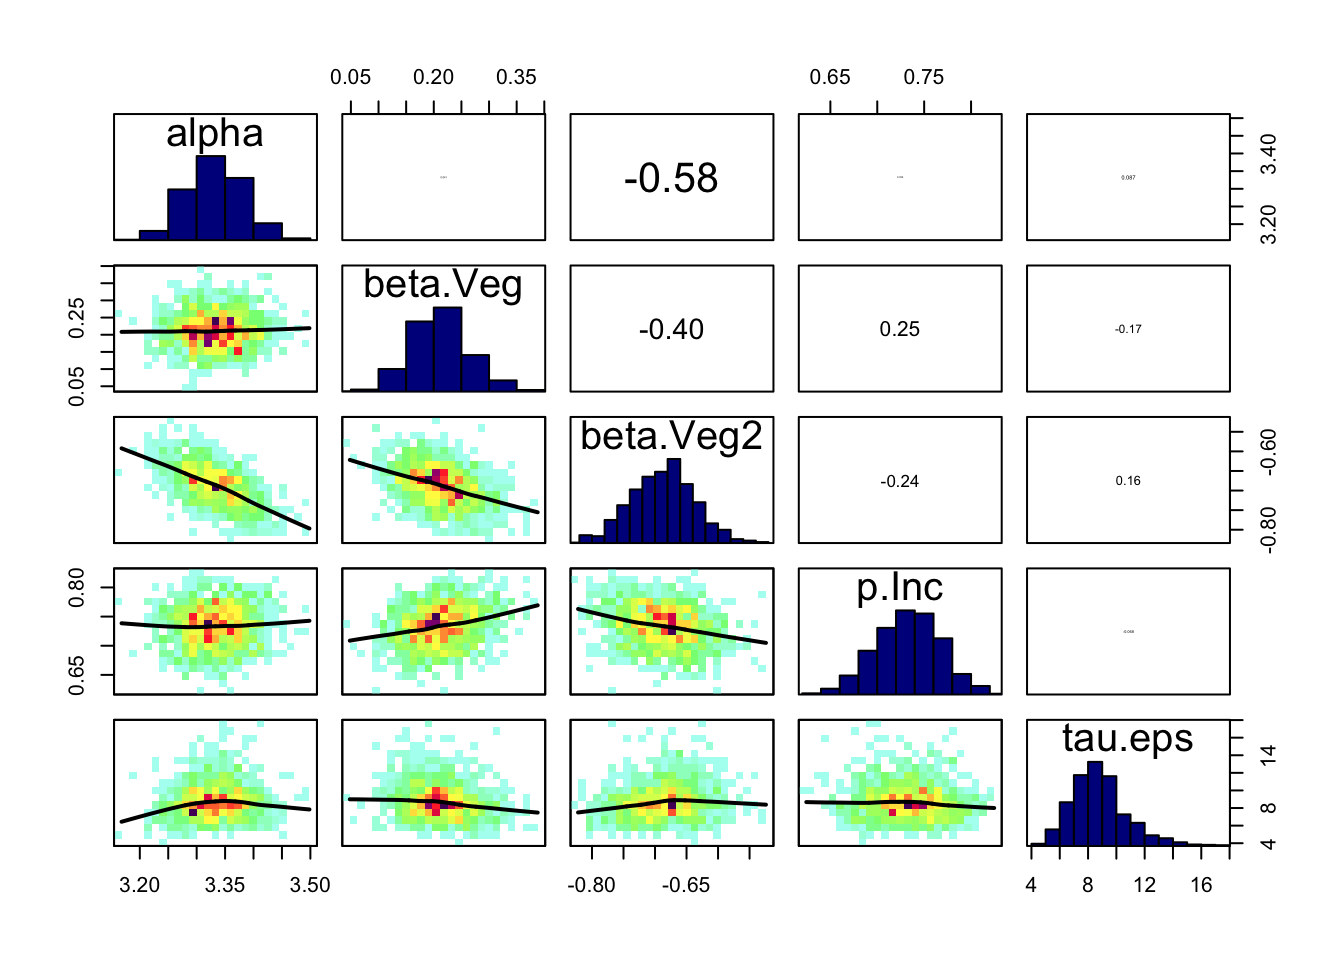 0.05 0.20 0.35 0.65 0.75
alpha -0.58 0.087 3.20 3.40
0.05 0.25 beta.Veg -0.40 0.25 -0.17
beta.Veg2 -0.24 0.16 -0.80 -0.60
0.65 0.80 p.Inc
tau.eps 4 8 14
3.20 3.35 3.50 -0.80 -0.65 4 8 12 16